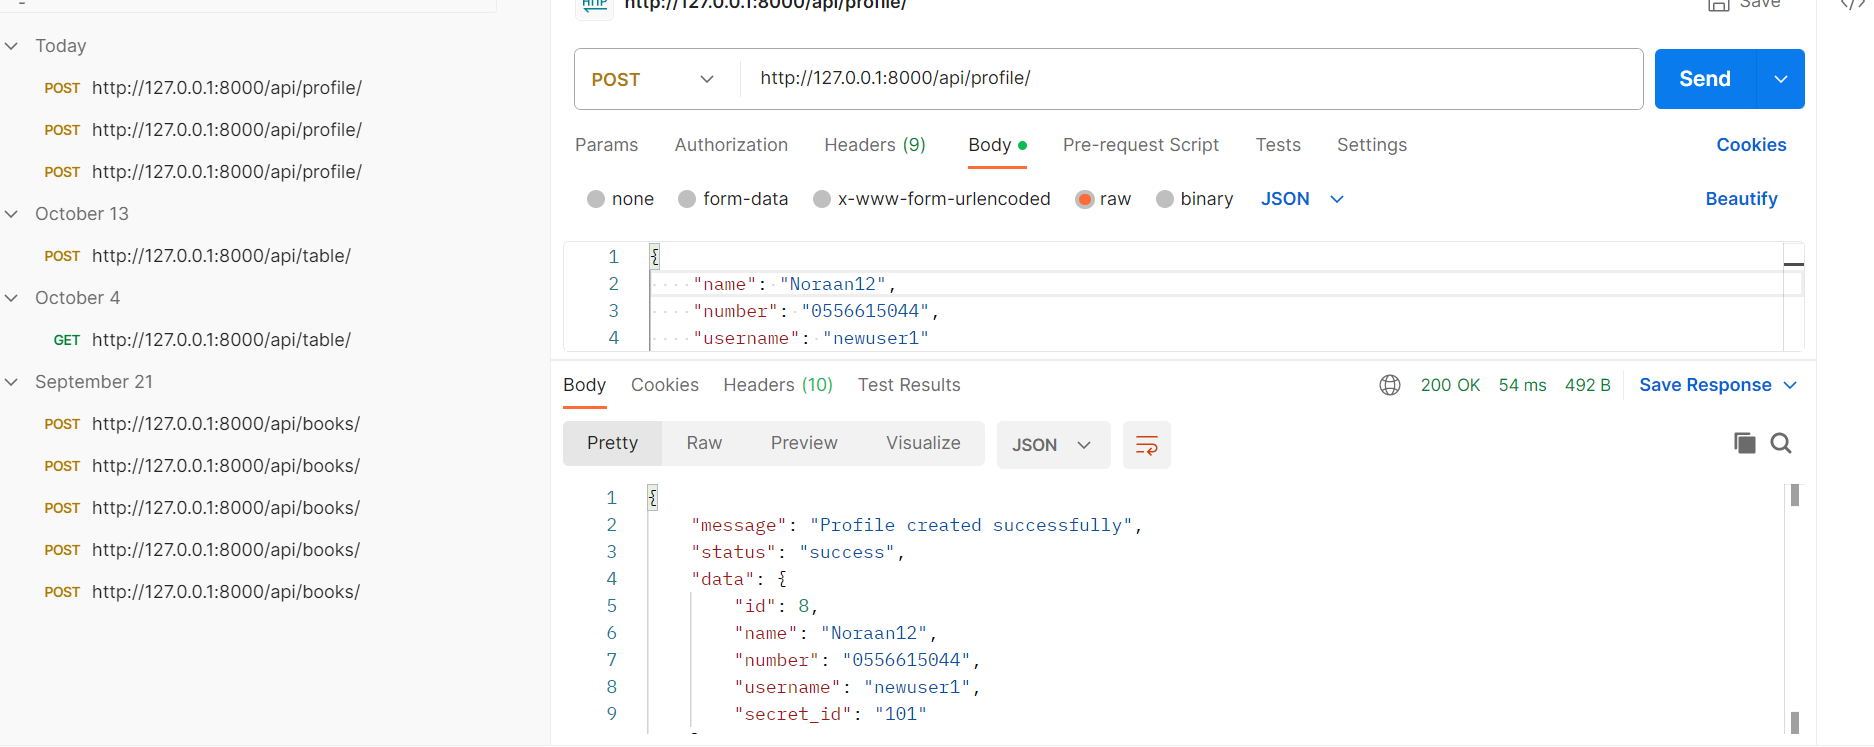 Today
POST http://127.0.0.1:8000/api/profile/
POST http://127.0.0.1:8000/api/profile/
POST http://127.0.0.1:8000/api/profile/
October 13
POST http://127.0.0.1:8000/api/table/
October 4
GET http://127.0.0.1:8000/api/table/
September 21
POST http://127.0.0.1:8000/api/books/
POST http://127.0.0.1:8000/api/books/
POST http://127.0.0.1:8000/api/books/
POST http://127.0.0.1:8000/api/books/
POST http://127.0.0.1:8000/api/books/
HTTP http://127.0.0.1:8000/api/profile/ Save </>
POST http://127.0.0.1:8000/api/profile/ Send
Params Authorization Headers (9) Body Pre-request Script Tests Settings Cookies
none form-data x-www-form-urlencoded raw binary JSON Beautify
1 {
2 "name": "Noraan12",
3 "number": "0556615044",
4 "username": "newuser1"
Body Cookies Headers (10) Test Results 200 OK 54 ms 492 B Save Response
Pretty Raw Preview Visualize JSON
1 {
2 "message": "Profile created successfully",
3 "status": "success",
4 "data": {
5 "id": 8,
6 "name": "Noraan12",
7 "number": "0556615044",
8 "username": "newuser1",
9 "secret_id": "101"